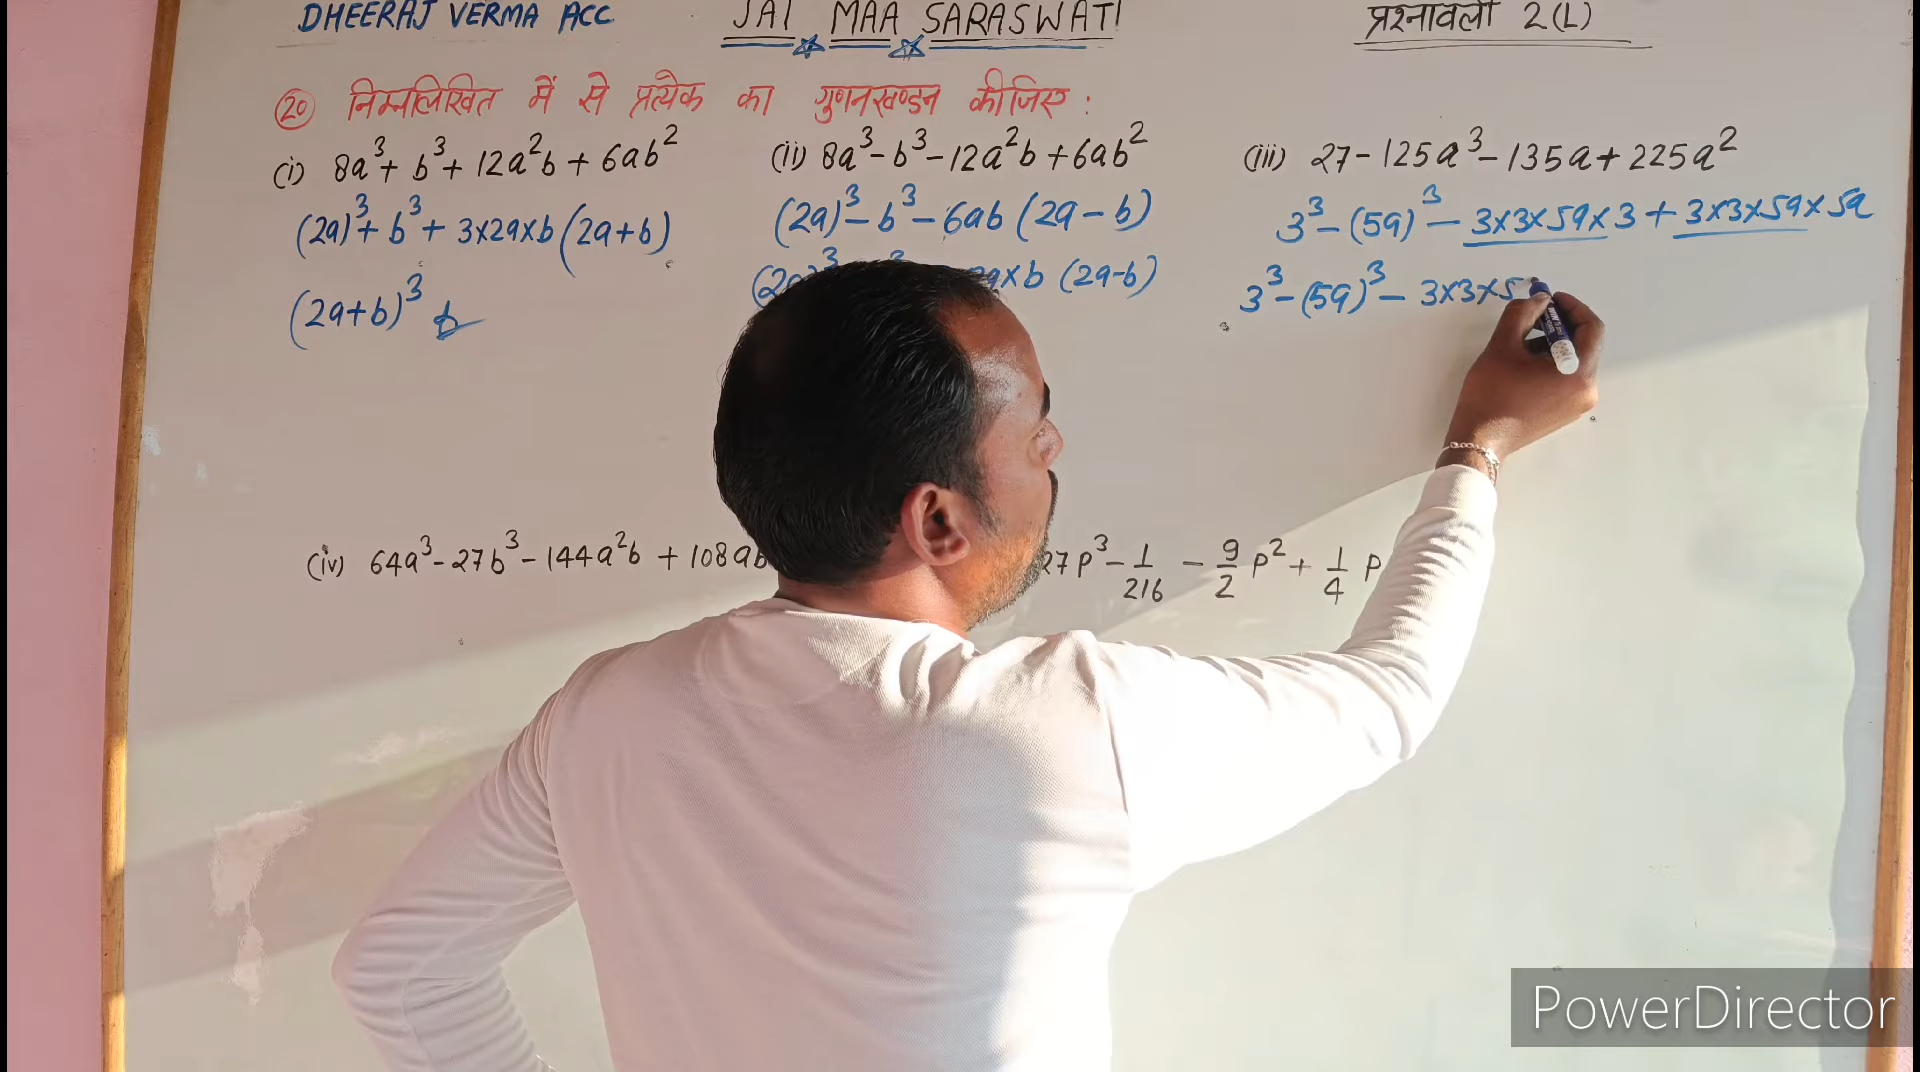 DHEERAJ VERMA ACC
JAI MAA SARASWATI
प्रश्नावली 2(L)
(20) निम्नलिखित में से प्रत्येक का गुणनखण्डन कीजिए :
(i) 8a³ + b³ + 12a²b + 6ab²
(2a)³ + b³ + 3×2a×b(2a+b)
(2a+b)³
(ii) 8a³ - b³ - 12a²b + 6ab²
(2a)³ - b³ - 6ab (2a - b)
×b (2a-b)
(iii) 27 - 125a³ - 135a + 225a²
3³ - (5a)³ - 3×3×5a×3 + 3×3×5a×5a
3³ - (5a)³ - 3×3×5
(iv) 64a³ - 27b³ - 144a²b + 108ab
27p³ - 1/216 - 9/2 p² + 1/4 p
PowerDirector